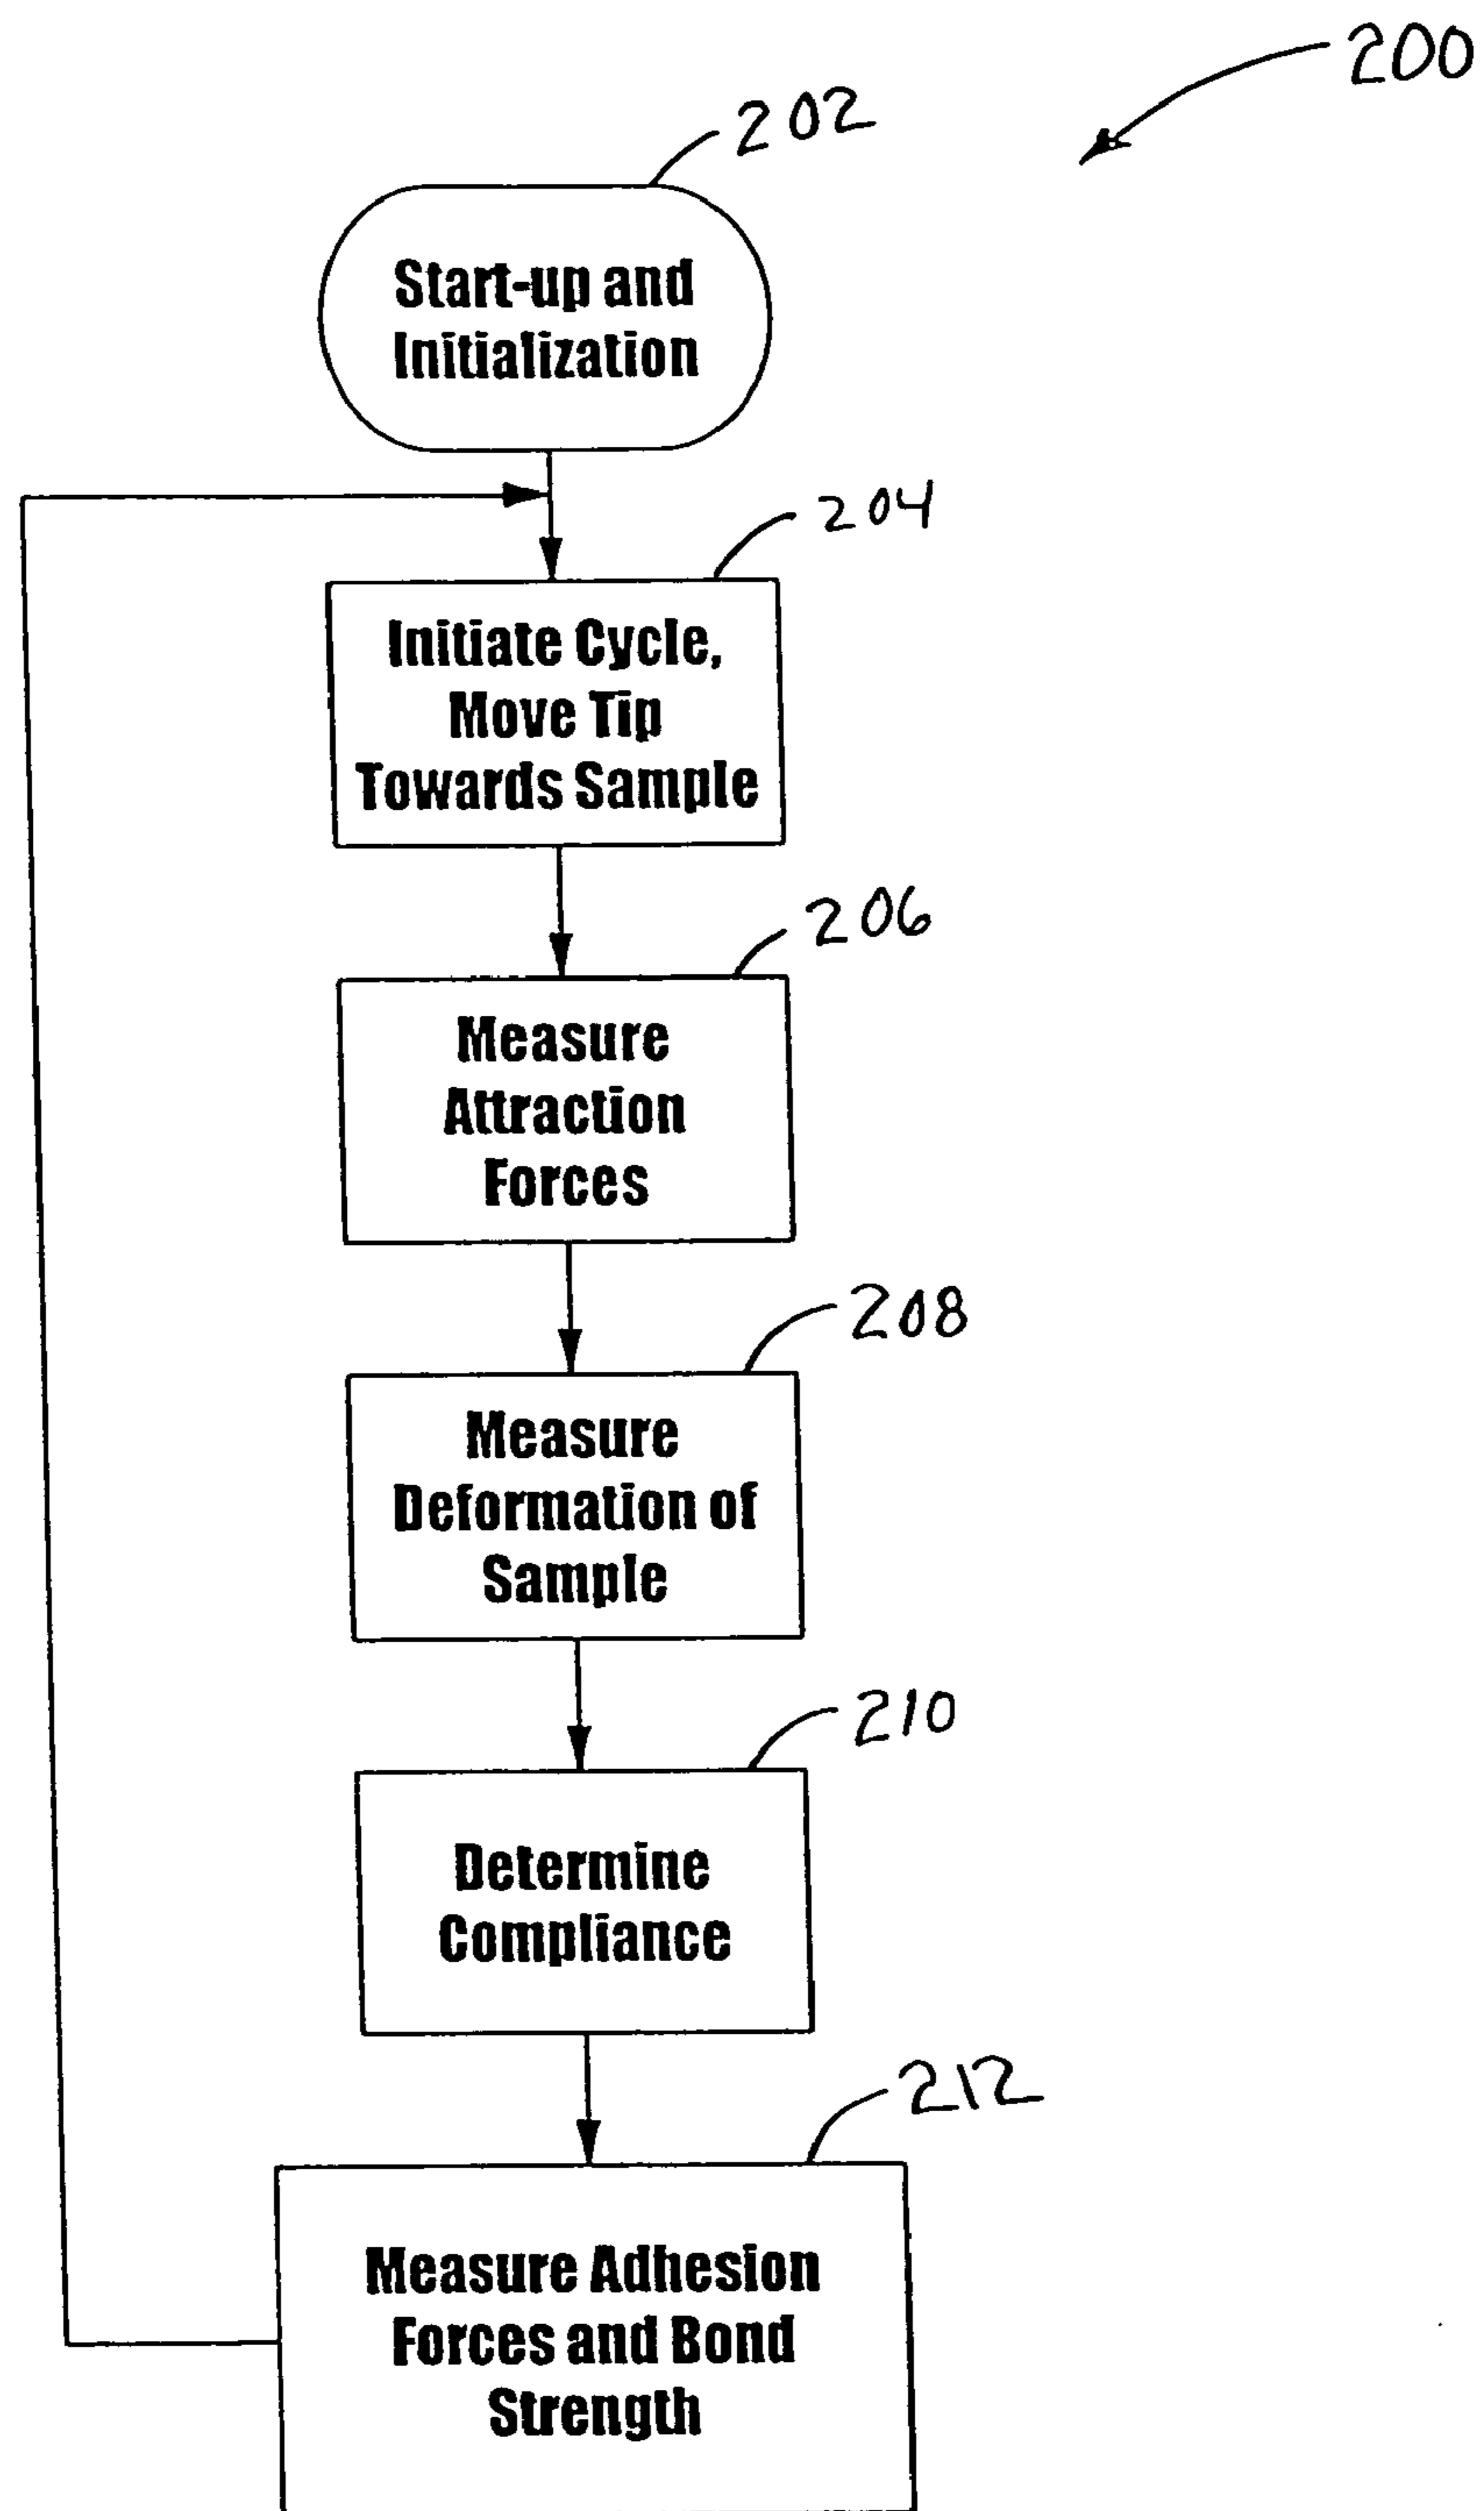 200
202
Start-up and
Initialization
204
Initiate Cycle,
Move Tip
Towards Sample
206
Measure
Attraction
Forces
208
Measure
Deformation of
Sample
210
Determine
Compliance
212
Measure Adhesion
Forces and Bond
Strength